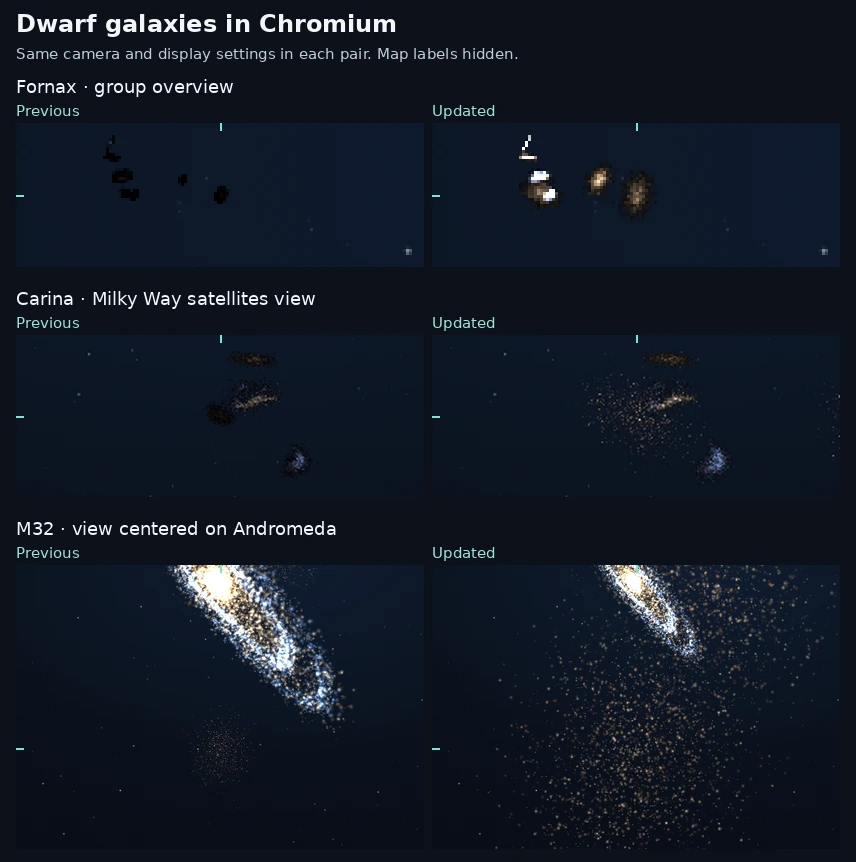 Dwarf galaxies in Chromium
Same camera and display settings in each pair. Map labels hidden.
Fornax · group overview
Previous Updated
Carina · Milky Way satellites view
Previous Updated
M32 · view centered on Andromeda
Previous Updated